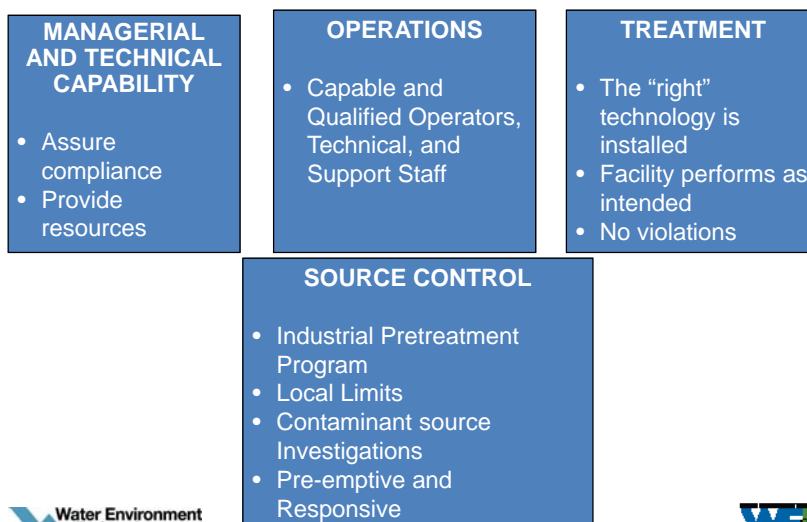 MANAGERIAL
AND TECHNICAL
CAPABILITY
• Assure
compliance
• Provide
resources
OPERATIONS
• Capable and
Qualified Operators,
Technical, and
Support Staff
TREATMENT
• The “right”
technology is
installed
• Facility performs as
intended
• No violations
SOURCE CONTROL
• Industrial Pretreatment
Program
• Local Limits
• Contaminant source
Investigations
• Pre-emptive and
Responsive
Water Environment